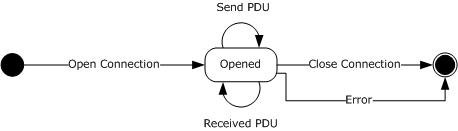 Send PDU
Open Connection
Opened
Close Connection
Error
Received PDU